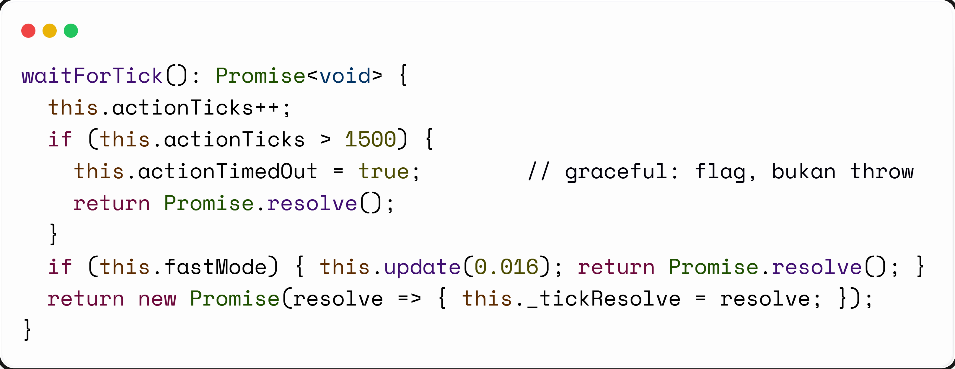 waitForTick(): Promise<void> {
  this.actionTicks++;
  if (this.actionTicks > 1500) {
    this.actionTimedOut = true;        // graceful: flag, bukan throw
    return Promise.resolve();
  }
  if (this.fastMode) { this.update(0.016); return Promise.resolve(); }
  return new Promise(resolve => { this._tickResolve = resolve; });
}